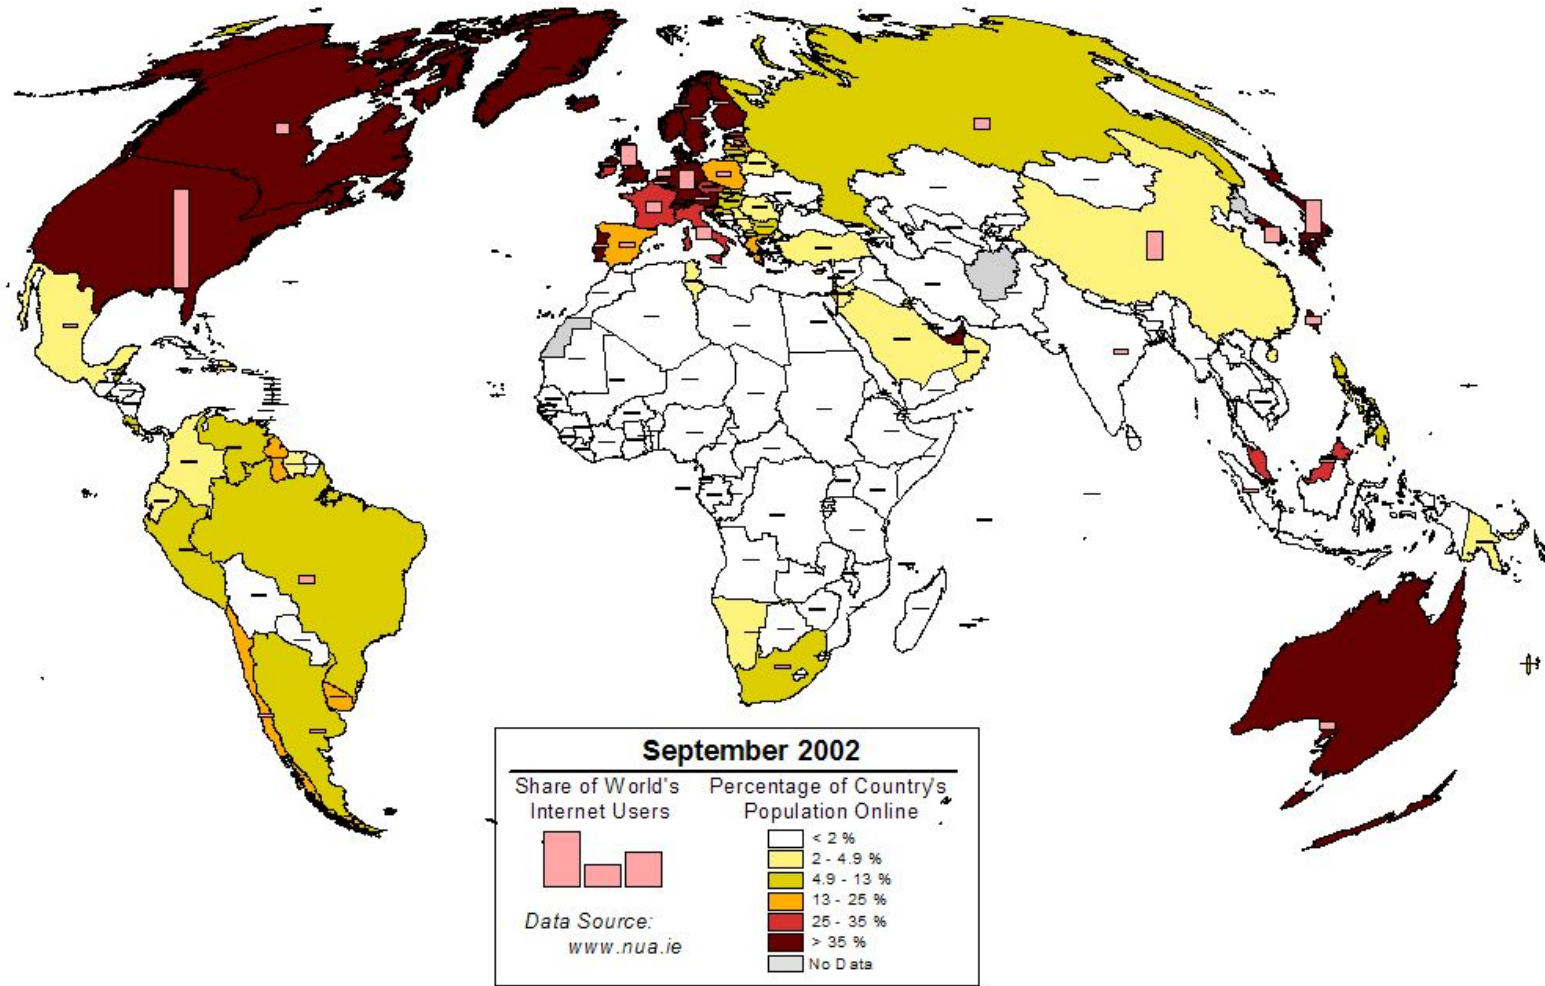 September 2002
Share of World's
Internet Users
Percentage of Country's
Population Online
< 2 %
2 - 4.9 %
4.9 - 13 %
13 - 25 %
25 - 35 %
> 35 %
No Data
Data Source:
www.nua.ie